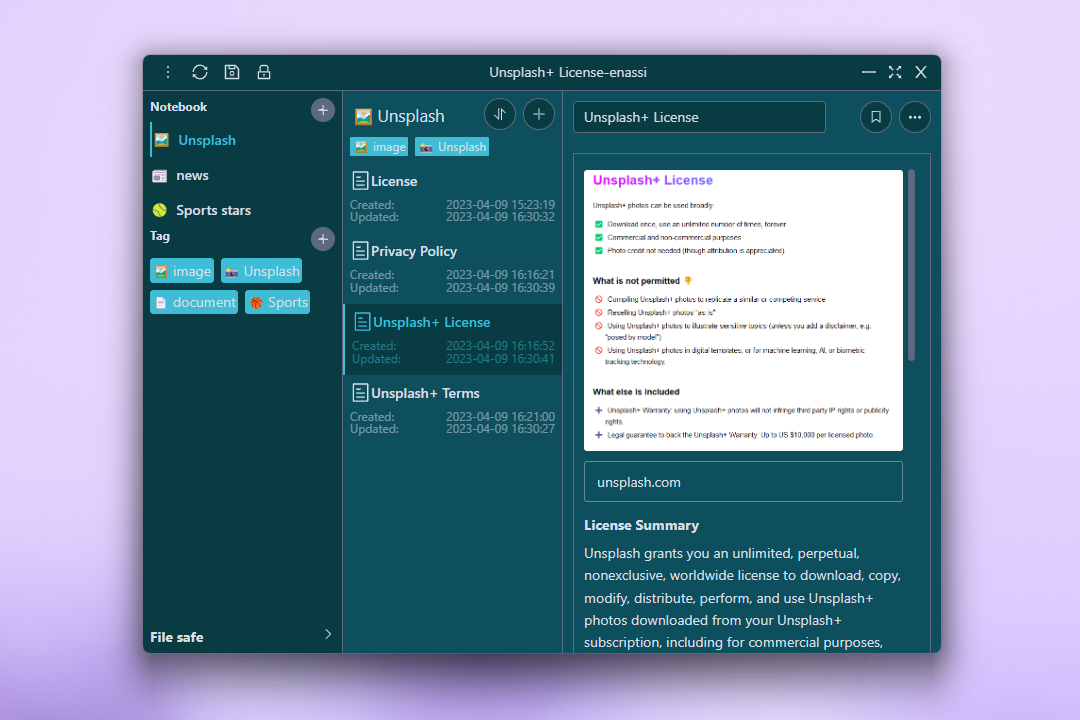 Unsplash+ License-enassi
Notebook
Unsplash
news
Sports stars
Tag
image
Unsplash
document
Sports
File safe
Unsplash
image
Unsplash
License
Created: 2023-04-09 15:23:19
Updated: 2023-04-09 16:30:32
Privacy Policy
Created: 2023-04-09 16:16:21
Updated: 2023-04-09 16:30:39
Unsplash+ License
Created: 2023-04-09 16:16:52
Updated: 2023-04-09 16:30:41
Unsplash+ Terms
Created: 2023-04-09 16:21:00
Updated: 2023-04-09 16:30:27
Unsplash+ License
Unsplash+ License
Unsplash+ photos can be used broadly:
Download once, use an unlimited number of times, forever
Commercial and non-commercial purposes
Photo credit not needed (though attribution is appreciated)
What is not permitted
Compiling Unsplash+ photos to replicate a similar or competing service
Reselling Unsplash+ photos "as is"
Using Unsplash+ photos to illustrate sensitive topics (unless you add a disclaimer, e.g.
"posed by model")
Using Unsplash+ photos in digital templates, or for machine learning, AI, or biometric
tracking technology.
What else is included
Unsplash+ Warranty: using Unsplash+ photos will not infringe third party IP rights or publicity
rights.
Legal guarantee to back the Unsplash+ Warranty: Up to US $10,000 per licensed photo.
unsplash.com
License Summary
Unsplash grants you an unlimited, perpetual,
nonexclusive, worldwide license to download, copy,
modify, distribute, perform, and use Unsplash+
photos downloaded from your Unsplash+
subscription, including for commercial purposes,